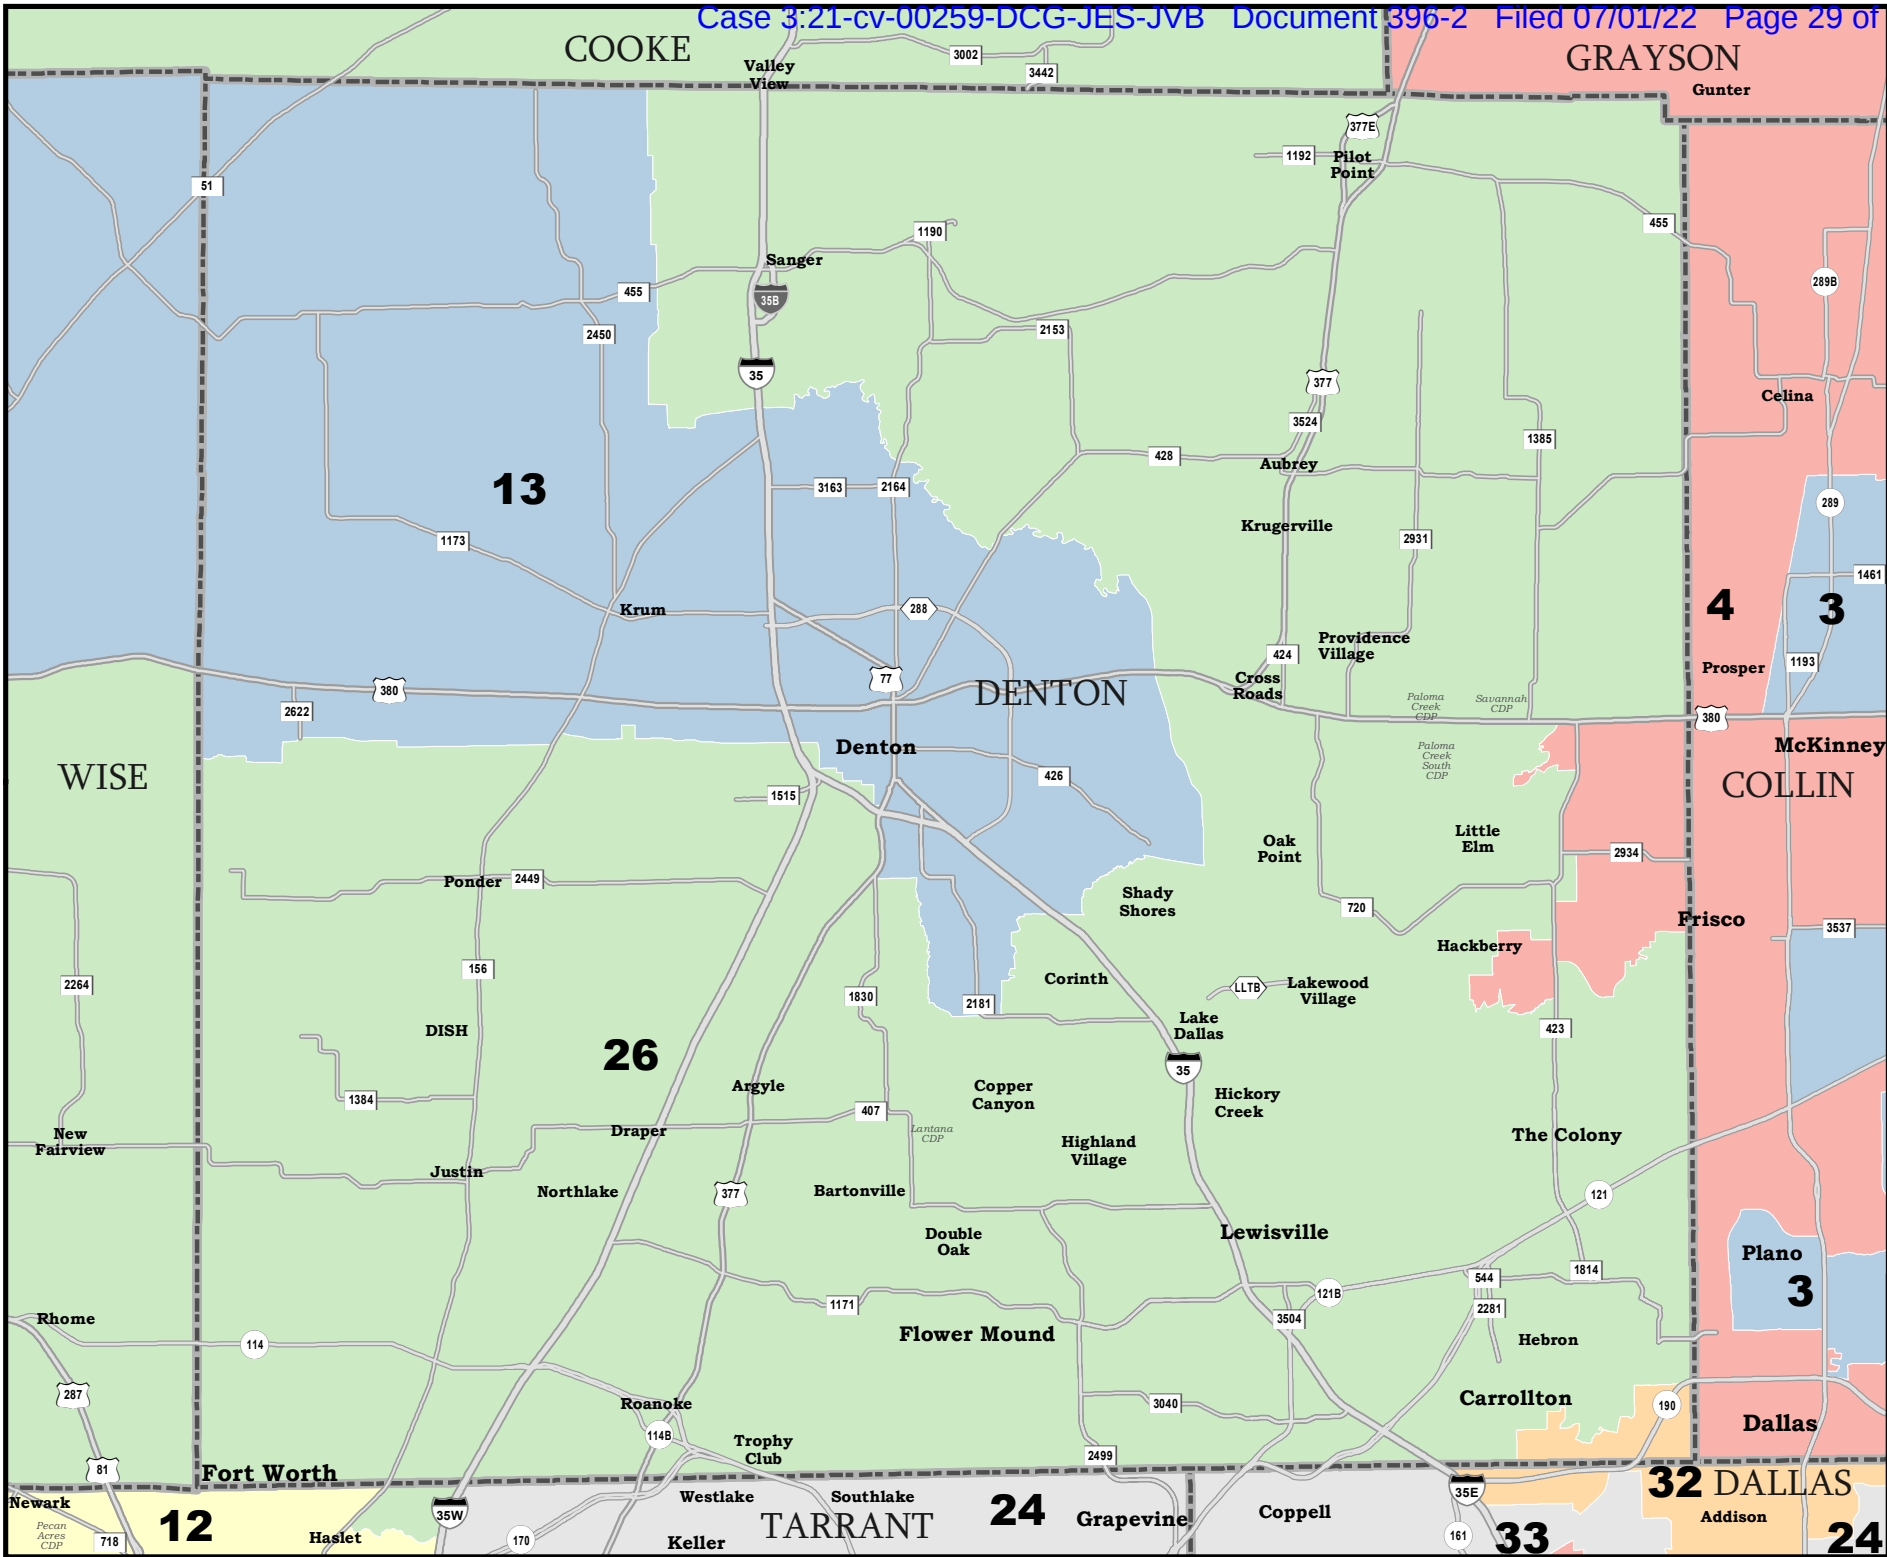 Case 3:21-cv-00259-DCG-JES-JVB Document 396-2 Filed 07/01/22 Page 29 of
COOKE
GRAYSON
3002
3442
Valley
View
Gunter
377E
1192
Pilot
Point
51
455
1190
Sanger
35B
289B
455
2450
2153
35
377
Celina
3524
1385
428
Aubrey
13
3163
2164
289
Krugerville
1173
2931
1461
4
3
Krum
288
Providence
Village
424
Prosper
1193
77
Cross
Roads
380
DENTON
Paloma
Creek
CDP
Savannah
CDP
2622
380
Denton
McKinney
Paloma
Creek
South
CDP
WISE
426
COLLIN
1515
Oak
Point
Little
Elm
2934
Ponder
2449
Shady
Shores
720
Frisco
3537
Hackberry
156
Corinth
2264
1830
2181
LLTB
Lakewood
Village
DISH
Lake
Dallas
423
26
35
Argyle
Copper
Canyon
Hickory
Creek
1384
407
New
Fairview
Draper
Lantana
CDP
Highland
Village
The Colony
Justin
Northlake
377
Bartonville
121
Double
Oak
Lewisville
Plano
544
1814
3
121B
1171
2281
3504
Rhome
Flower Mound
Hebron
114
287
Carrollton
Roanoke
3040
190
114B
Trophy
Club
Dallas
2499
81
Fort Worth
32
DALLAS
Newark
Westlake
Southlake
35E
Coppell
24
Grapevine
12
35W
TARRANT
Addison
Pecan
Acres
CDP
718
Haslet
170
Keller
161
33
24